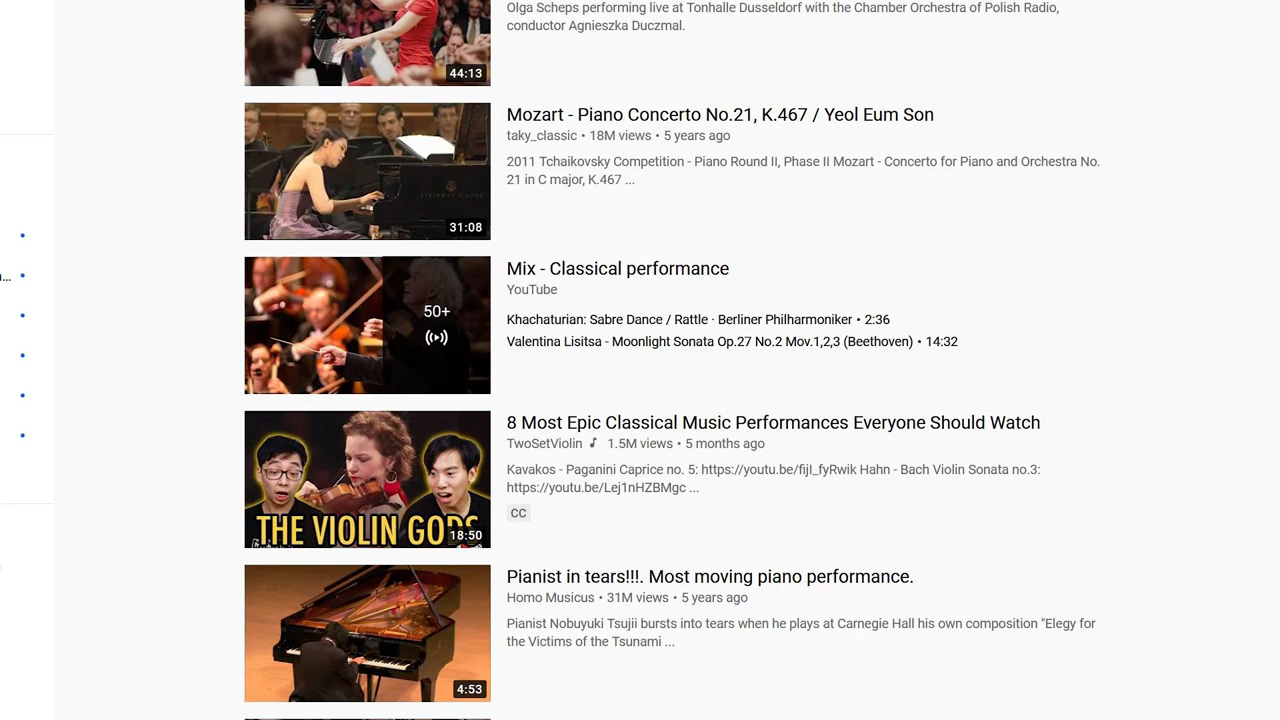 Olga Scheps performing live at Tonhalle Dusseldorf with the Chamber Orchestra of Polish Radio,
conductor Agnieszka Duczmal.
44:13
Mozart - Piano Concerto No.21, K.467 / Yeol Eum Son
taky_classic • 18M views • 5 years ago
2011 Tchaikovsky Competition - Piano Round II, Phase II Mozart - Concerto for Piano and Orchestra No.
21 in C major, K.467 ...
31:08
Mix - Classical performance
YouTube
50+
Khachaturian: Sabre Dance / Rattle · Berliner Philharmoniker • 2:36
Valentina Lisitsa - Moonlight Sonata Op.27 No.2 Mov.1,2,3 (Beethoven) • 14:32
8 Most Epic Classical Music Performances Everyone Should Watch
TwoSetViolin 1.5M views • 5 months ago
Kavakos - Paganini Caprice no. 5: https://youtu.be/fijI_fyRwik Hahn - Bach Violin Sonata no.3:
https://youtu.be/Lej1nHZBMgc ...
CC
THE VIOLIN GODS
18:50
Pianist in tears!!!. Most moving piano performance.
Homo Musicus • 31M views • 5 years ago
Pianist Nobuyuki Tsujii bursts into tears when he plays at Carnegie Hall his own composition "Elegy for
the Victims of the Tsunami ...
4:53